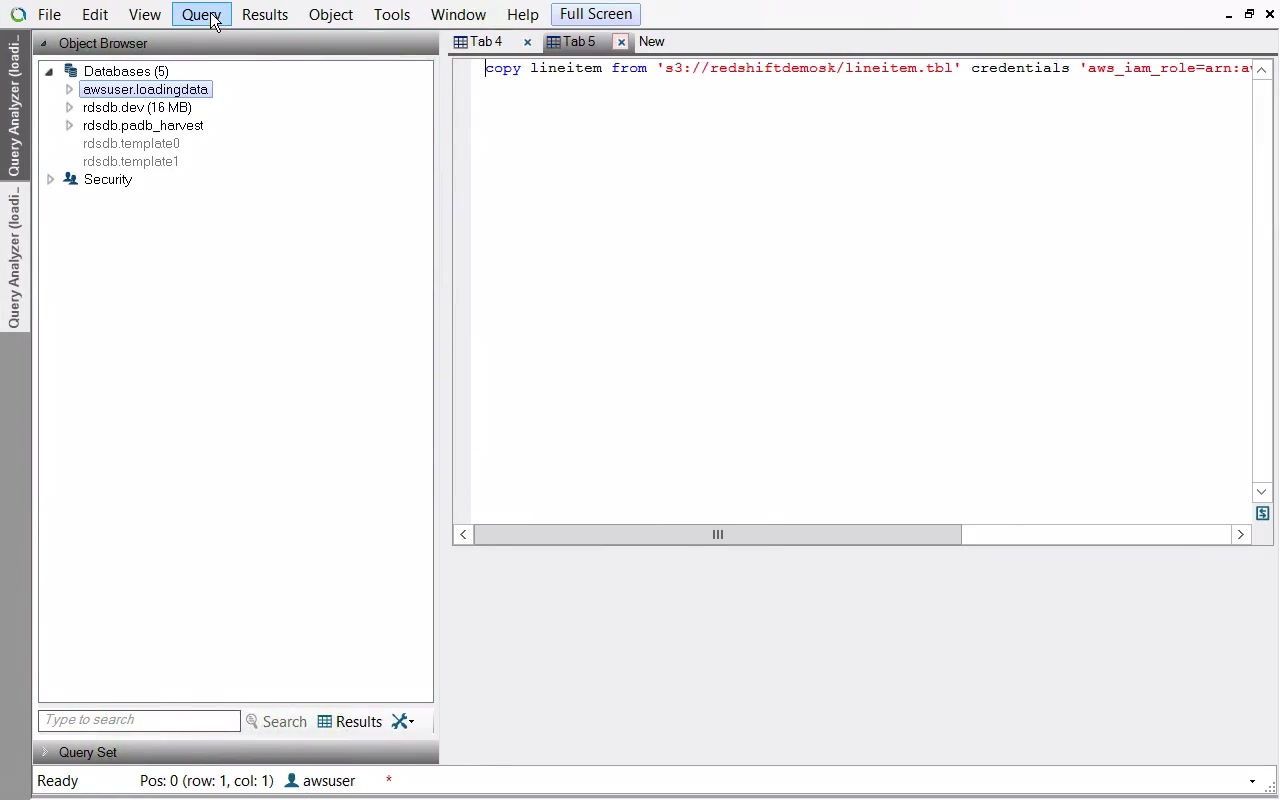 File Edit View Query Results Object Tools Window Help Full Screen
Object Browser
Tab 4 Tab 5 New
Databases (5)
awsuser.loadingdata
rdsdb.dev (16 MB)
rdsdb.padb_harvest
rdsdb.template0
rdsdb.template1
Security
copy lineitem from 's3://redshiftdemosk/lineitem.tbl' credentials 'aws_iam_role=arn:a
Query Analyzer (loadi...
Query Analyzer (loadi...
Type to search Search Results
Query Set
Ready Pos: 0 (row: 1, col: 1) awsuser *